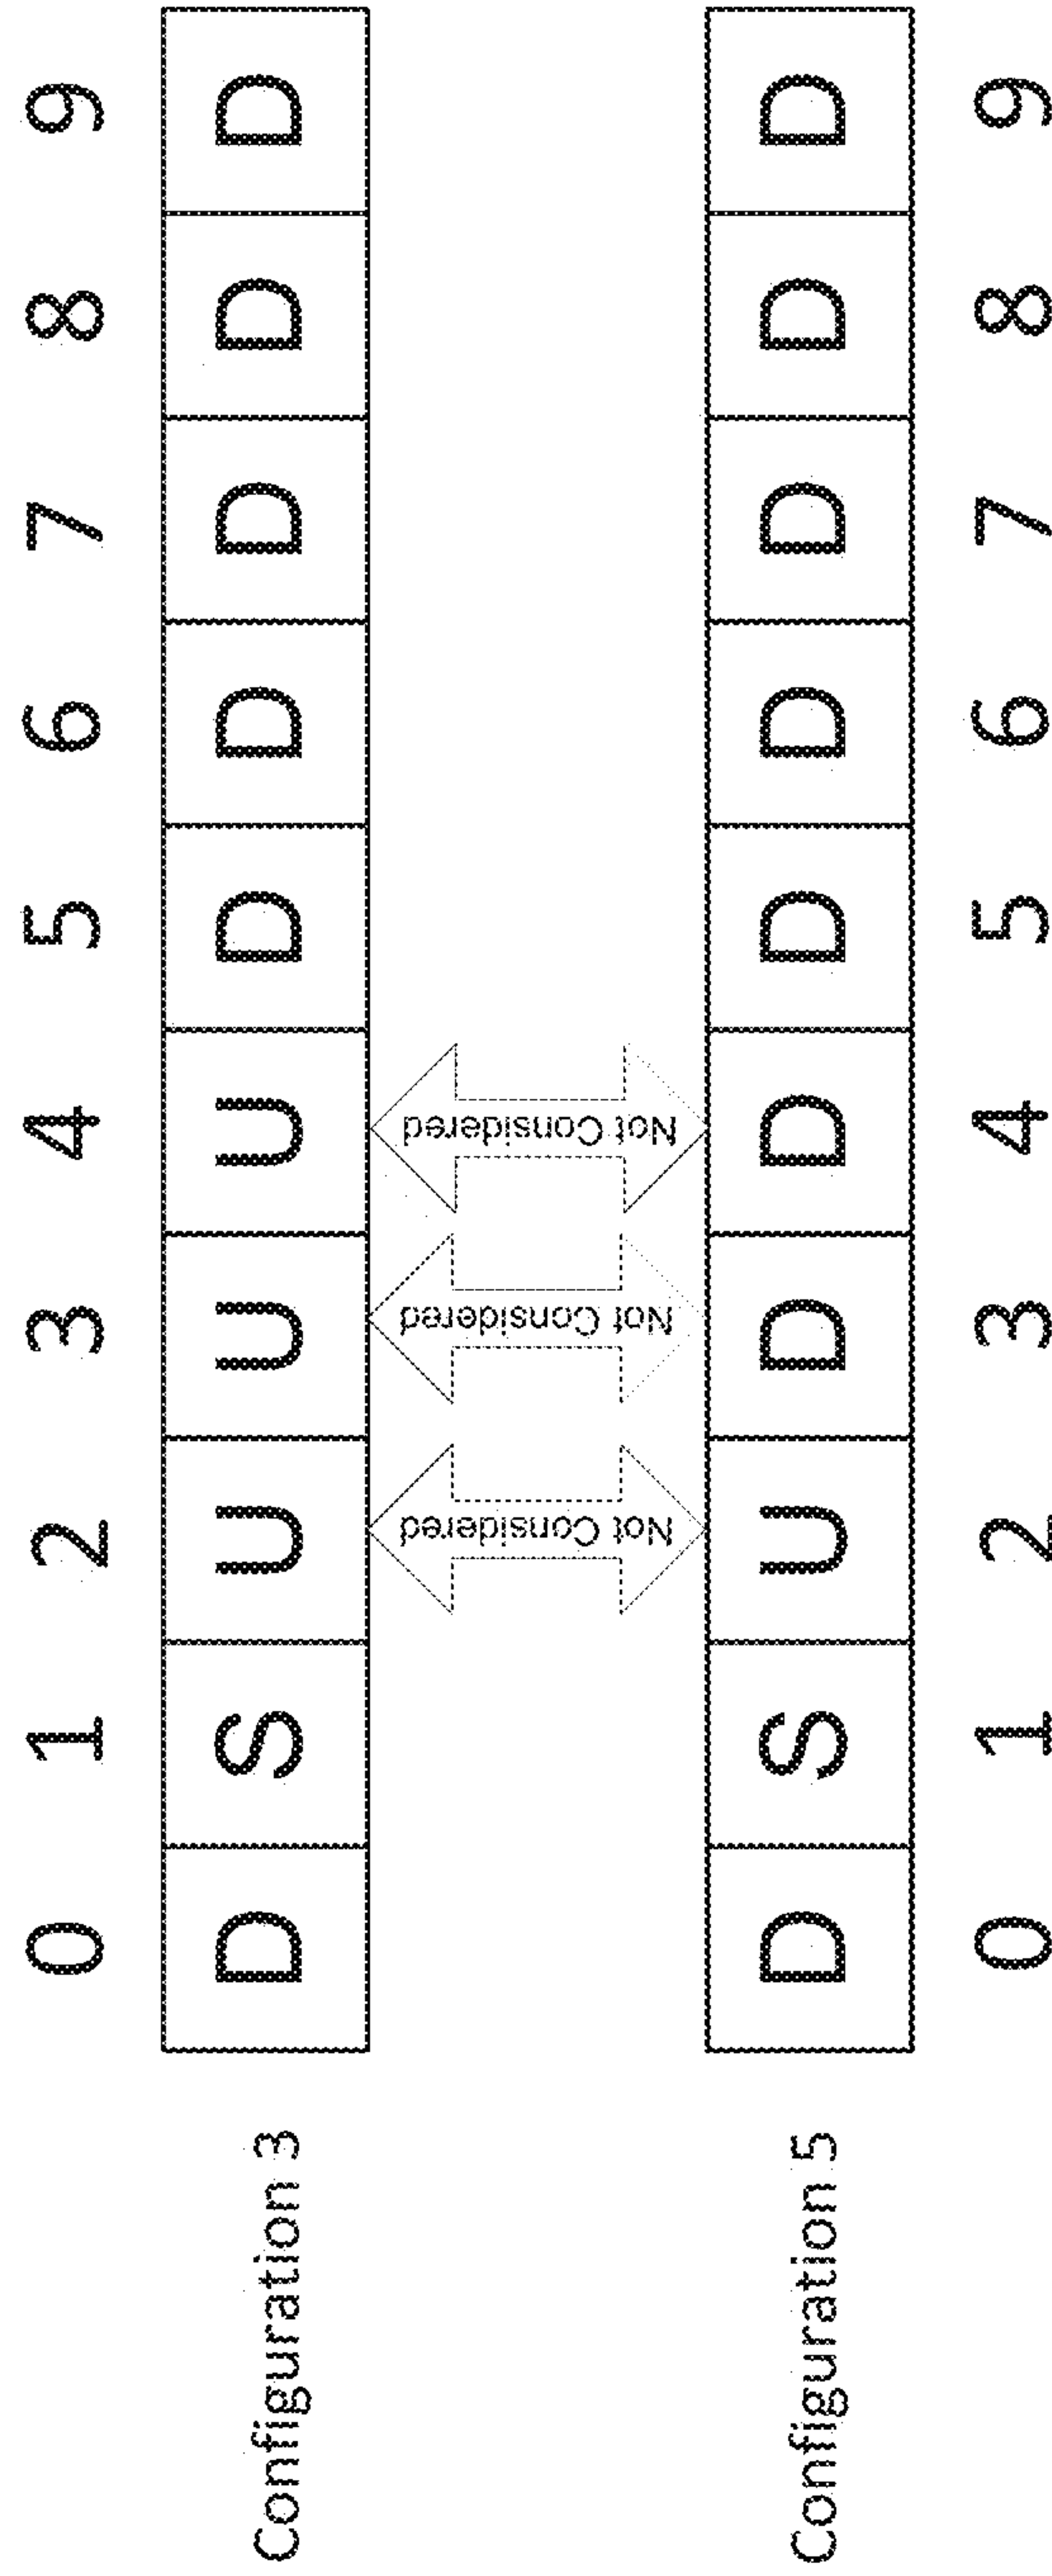 0 1 2 3 4 5 6 7 8 9
Configuration 3 D S U U U D D D D D
Not Considered Not Considered Not Considered
Configuration 5 D S U D D D D D D D
0 1 2 3 4 5 6 7 8 9